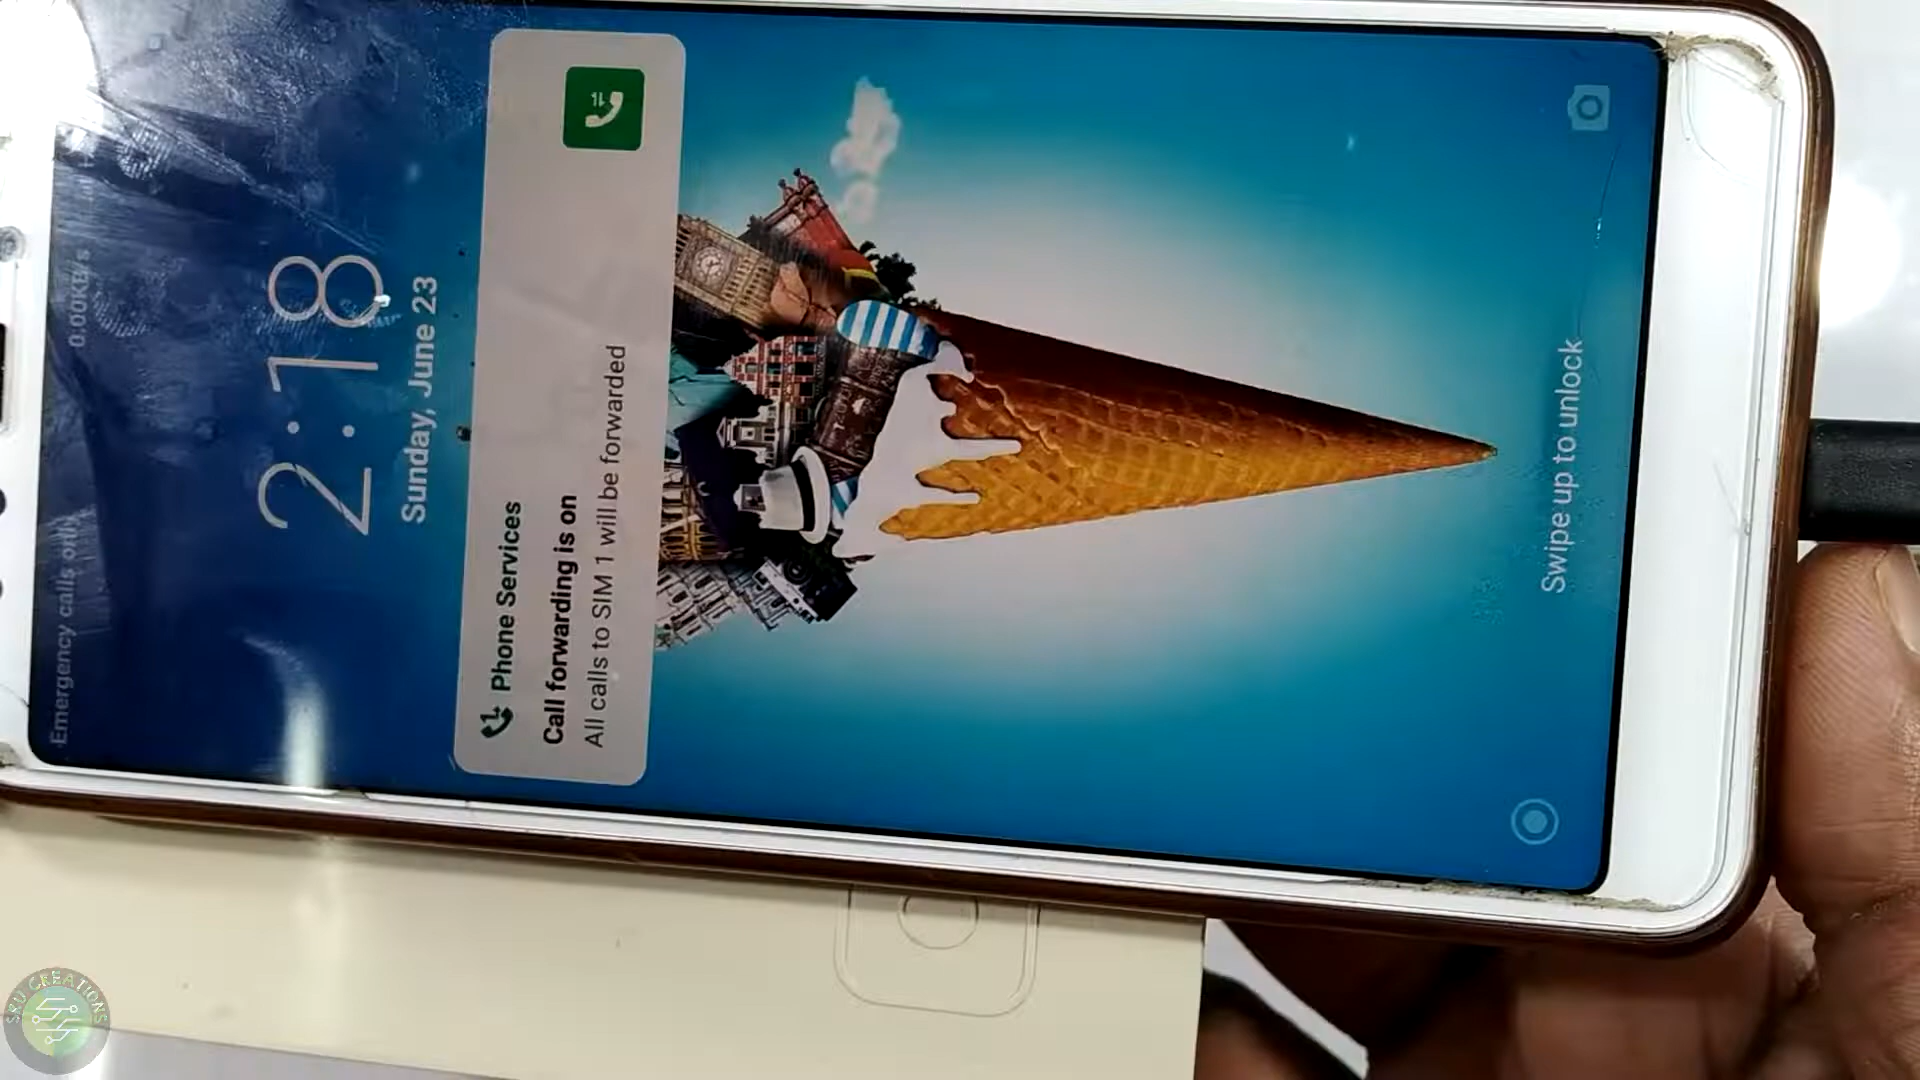 Emergency calls only
0.00KB/s
2:18
Sunday, June 23
Phone Services
Call forwarding is on
All calls to SIM 1 will be forwarded
Swipe up to unlock
SKU CREATIONS